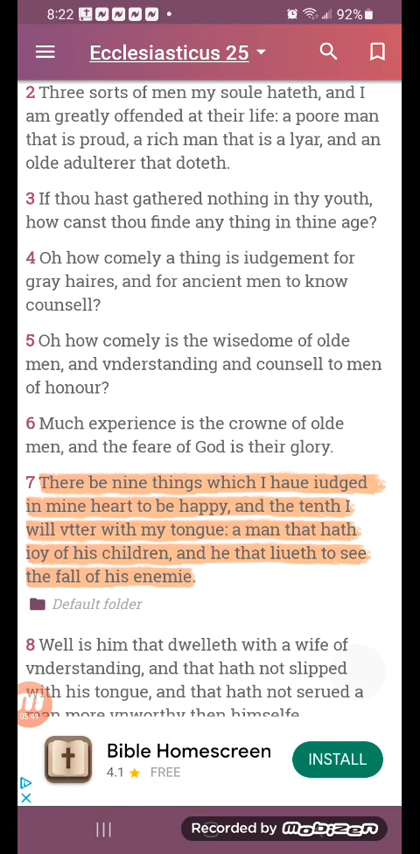 8:22
92%
Ecclesiasticus 25
2 Three sorts of men my soule hateth, and I
am greatly offended at their life: a poore man
that is proud, a rich man that is a lyar, and an
olde adulterer that doteth.
3 If thou hast gathered nothing in thy youth,
how canst thou finde any thing in thine age?
4 Oh how comely a thing is iudgement for
gray haires, and for ancient men to know
counsell?
5 Oh how comely is the wisedome of olde
men, and vnderstanding and counsell to men
of honour?
6 Much experience is the crowne of olde
men, and the feare of God is their glory.
7 There be nine things which I haue iudged
in mine heart to be happy, and the tenth I
will vtter with my tongue: a man that hath
ioy of his children, and he that liueth to see
the fall of his enemie.
Default folder
8 Well is him that dwelleth with a wife of
vnderstanding, and that hath not slipped
with his tongue, and that hath not serued a
man more vnworthy then himselfe
05:41
Bible Homescreen
4.1 FREE
INSTALL
Recorded by mobizen